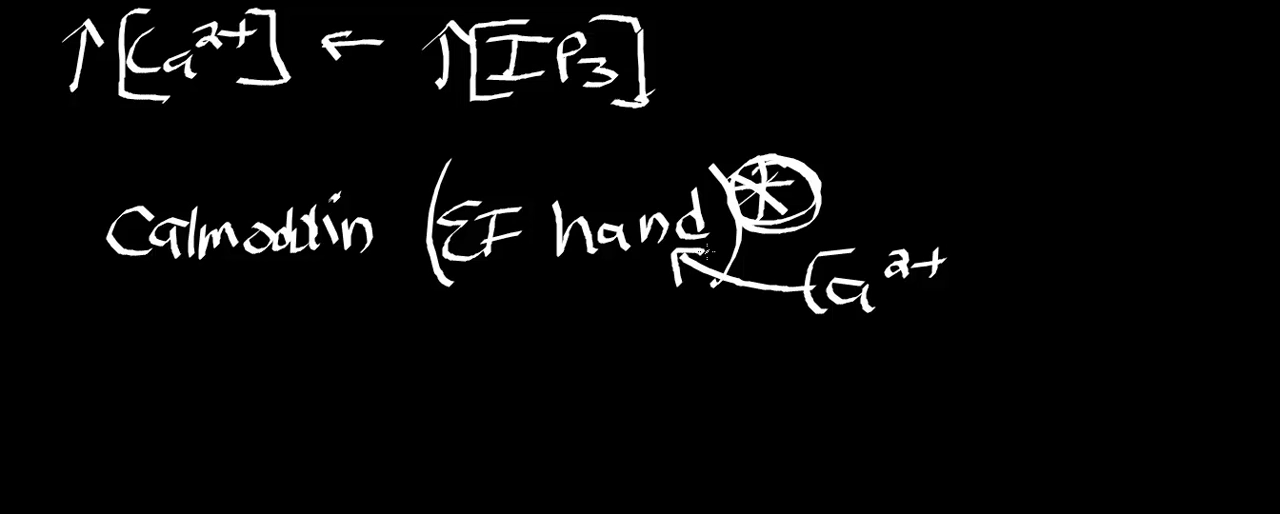 ↑[Ca²⁺] ← ↑[IP₃]
Calmodulin (EF hand)*
Ca²⁺